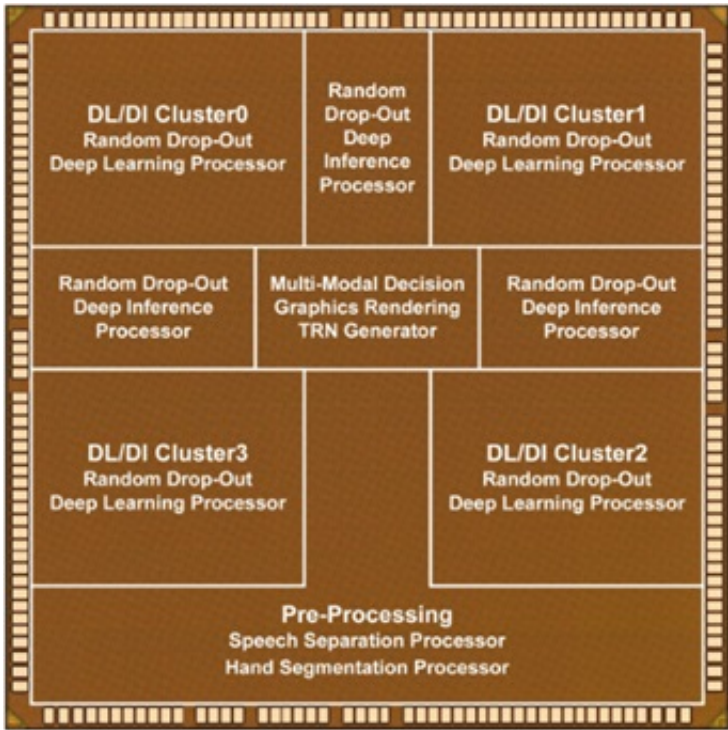 DL/DI Cluster0
Random Drop-Out
Deep Learning Processor
Random
Drop-Out
Deep
Inference
Processor
DL/DI Cluster1
Random Drop-Out
Deep Learning Processor
Random Drop-Out
Deep Inference
Processor
Multi-Modal Decision
Graphics Rendering
TRN Generator
Random Drop-Out
Deep Inference
Processor
DL/DI Cluster3
Random Drop-Out
Deep Learning Processor
DL/DI Cluster2
Random Drop-Out
Deep Learning Processor
Pre-Processing
Speech Separation Processor
Hand Segmentation Processor